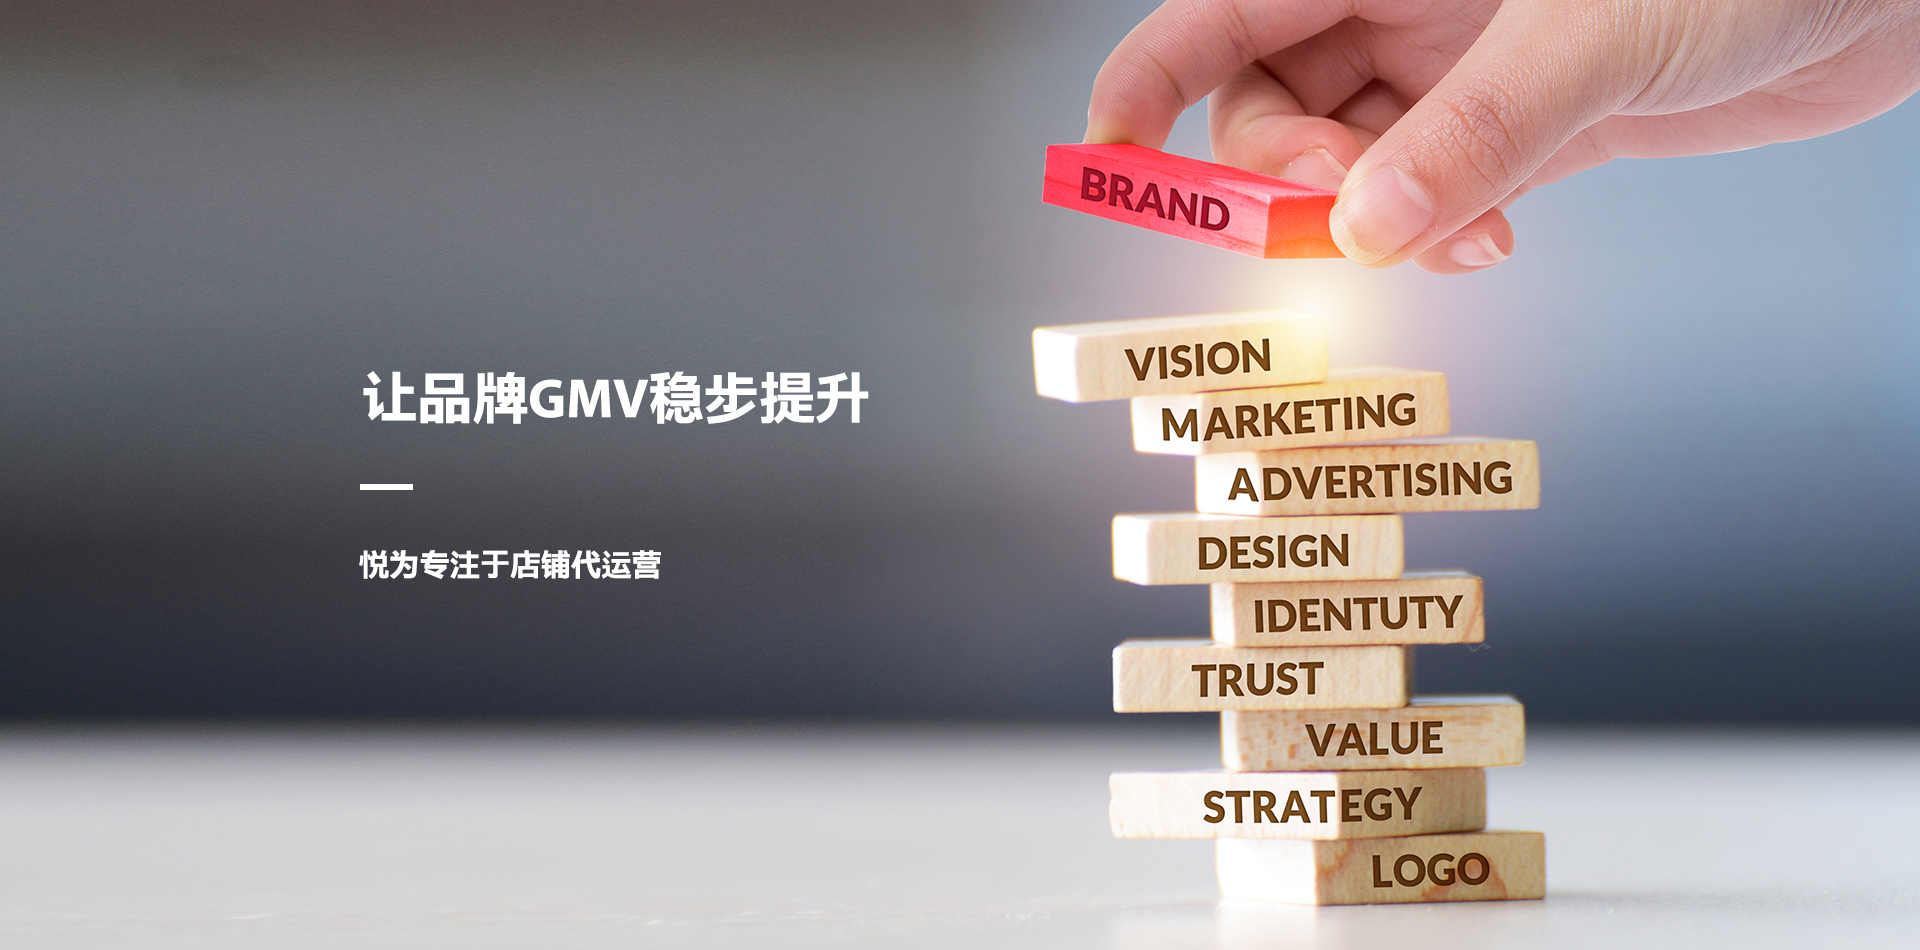 让品牌GMV稳步提升
悦为专注于店铺代运营
BRAND
VISION
MARKETING
ADVERTISING
DESIGN
IDENTUTY
TRUST
VALUE
STRATEGY
LOGO